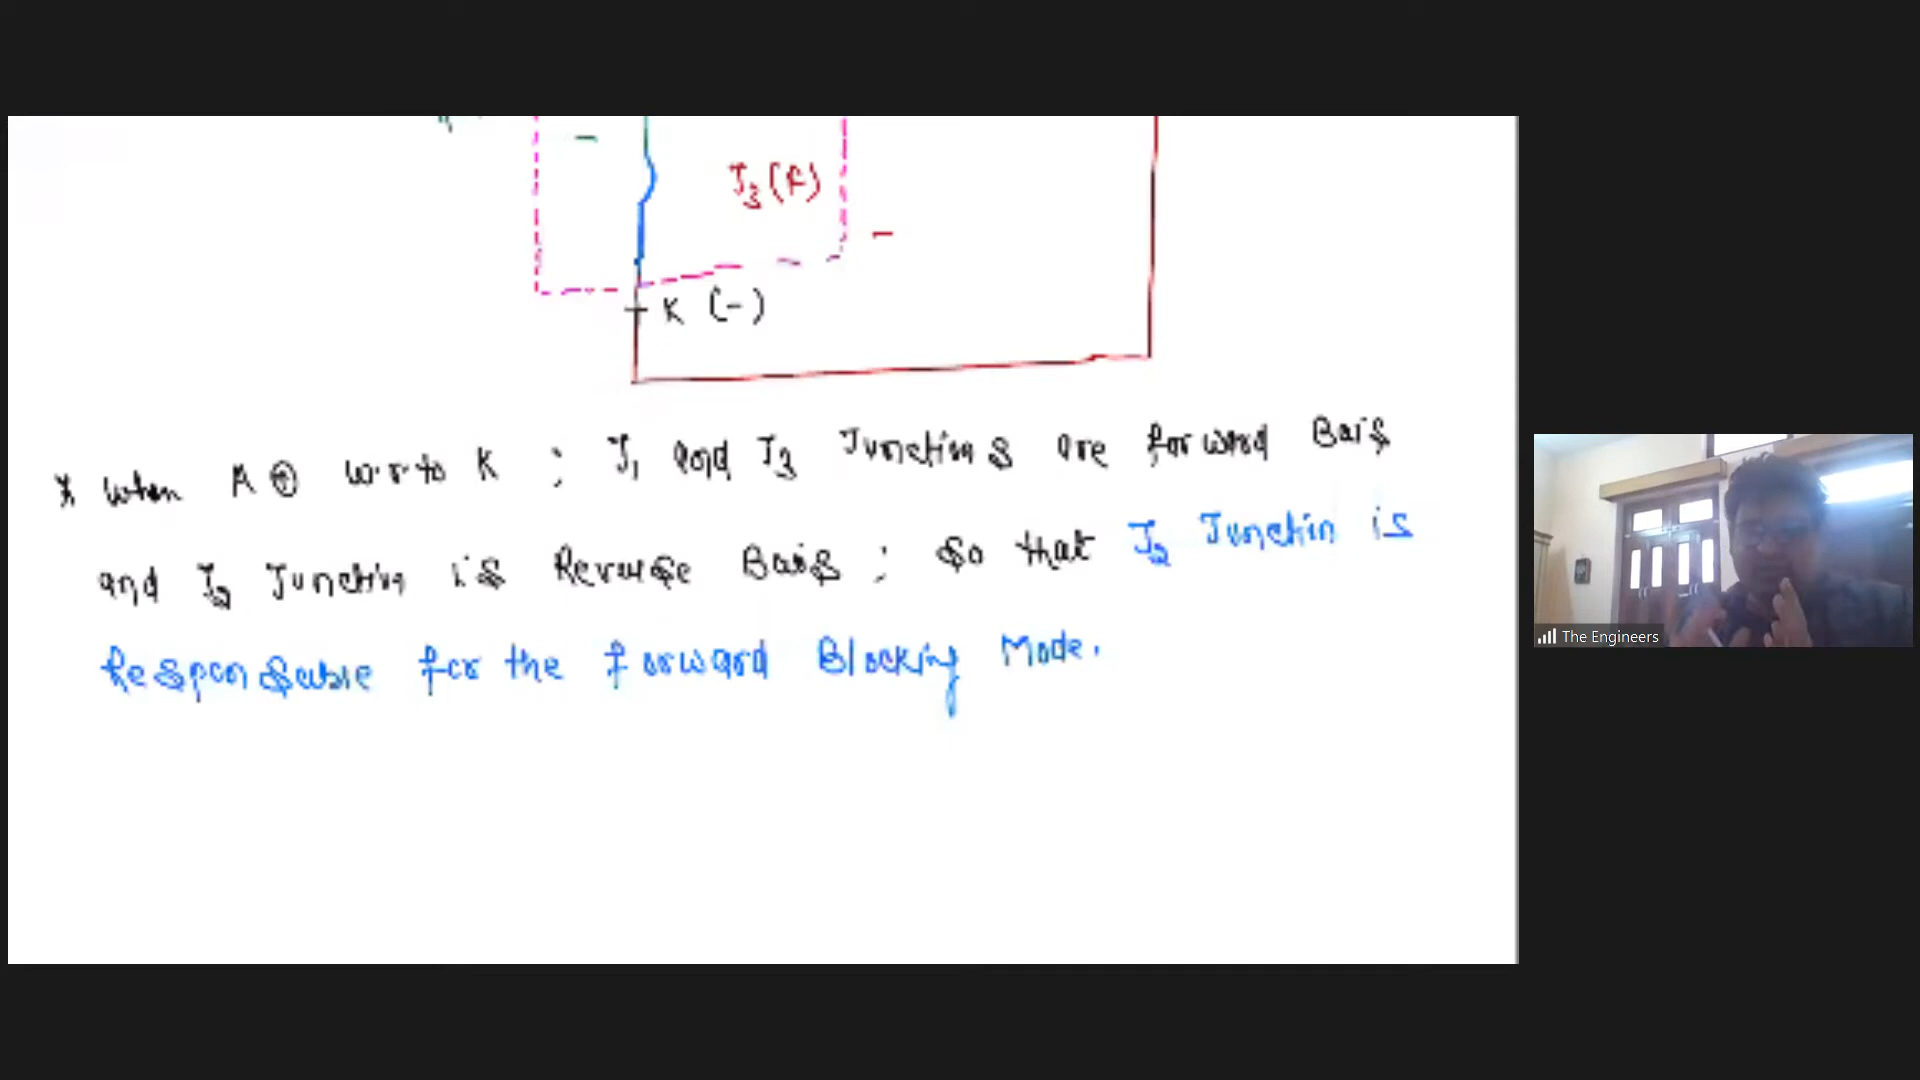 J3 (F)
K (-)
* when A ⊕ w.r.to K ; J1 and J3 Junctions are forward Bais
and J2 Junction is Reverse Bais ; so that J2 Junctin is
Responsable for the forward Blocking Mode.
The Engineers